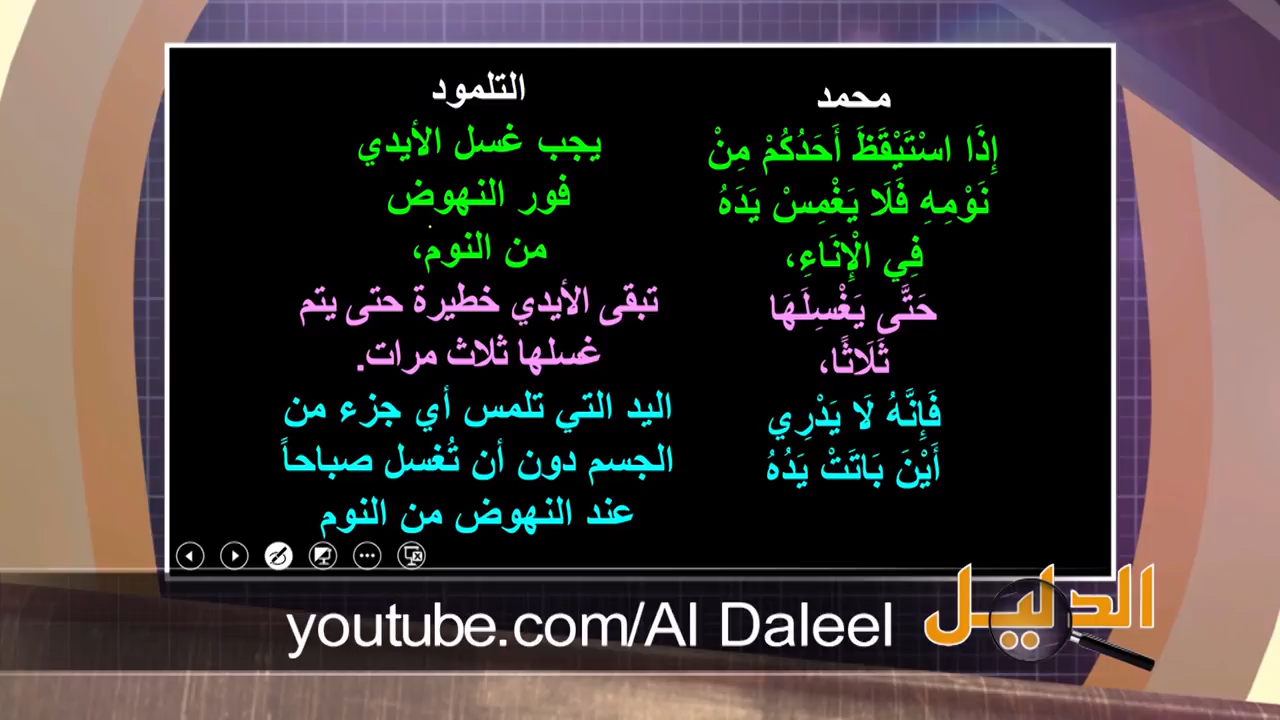 محمد
إِذَا اسْتَيْقَظَ أَحَدُكُمْ مِنْ
نَوْمِهِ فَلَا يَغْمِسْ يَدَهُ
فِي الْإِنَاءِ،
حَتَّى يَغْسِلَهَا
ثَلَاثًا،
فَإِنَّهُ لَا يَدْرِي
أَيْنَ بَاتَتْ يَدُهُ
التلمود
يجب غسل الأيدي
فور النهوض
من النوم،
تبقى الأيدي خطيرة حتى يتم
غسلها ثلاث مرات.
اليد التي تلمس أي جزء من
الجسم دون أن تُغسل صباحاً
عند النهوض من النوم
youtube.com/Al Daleel
الدليل